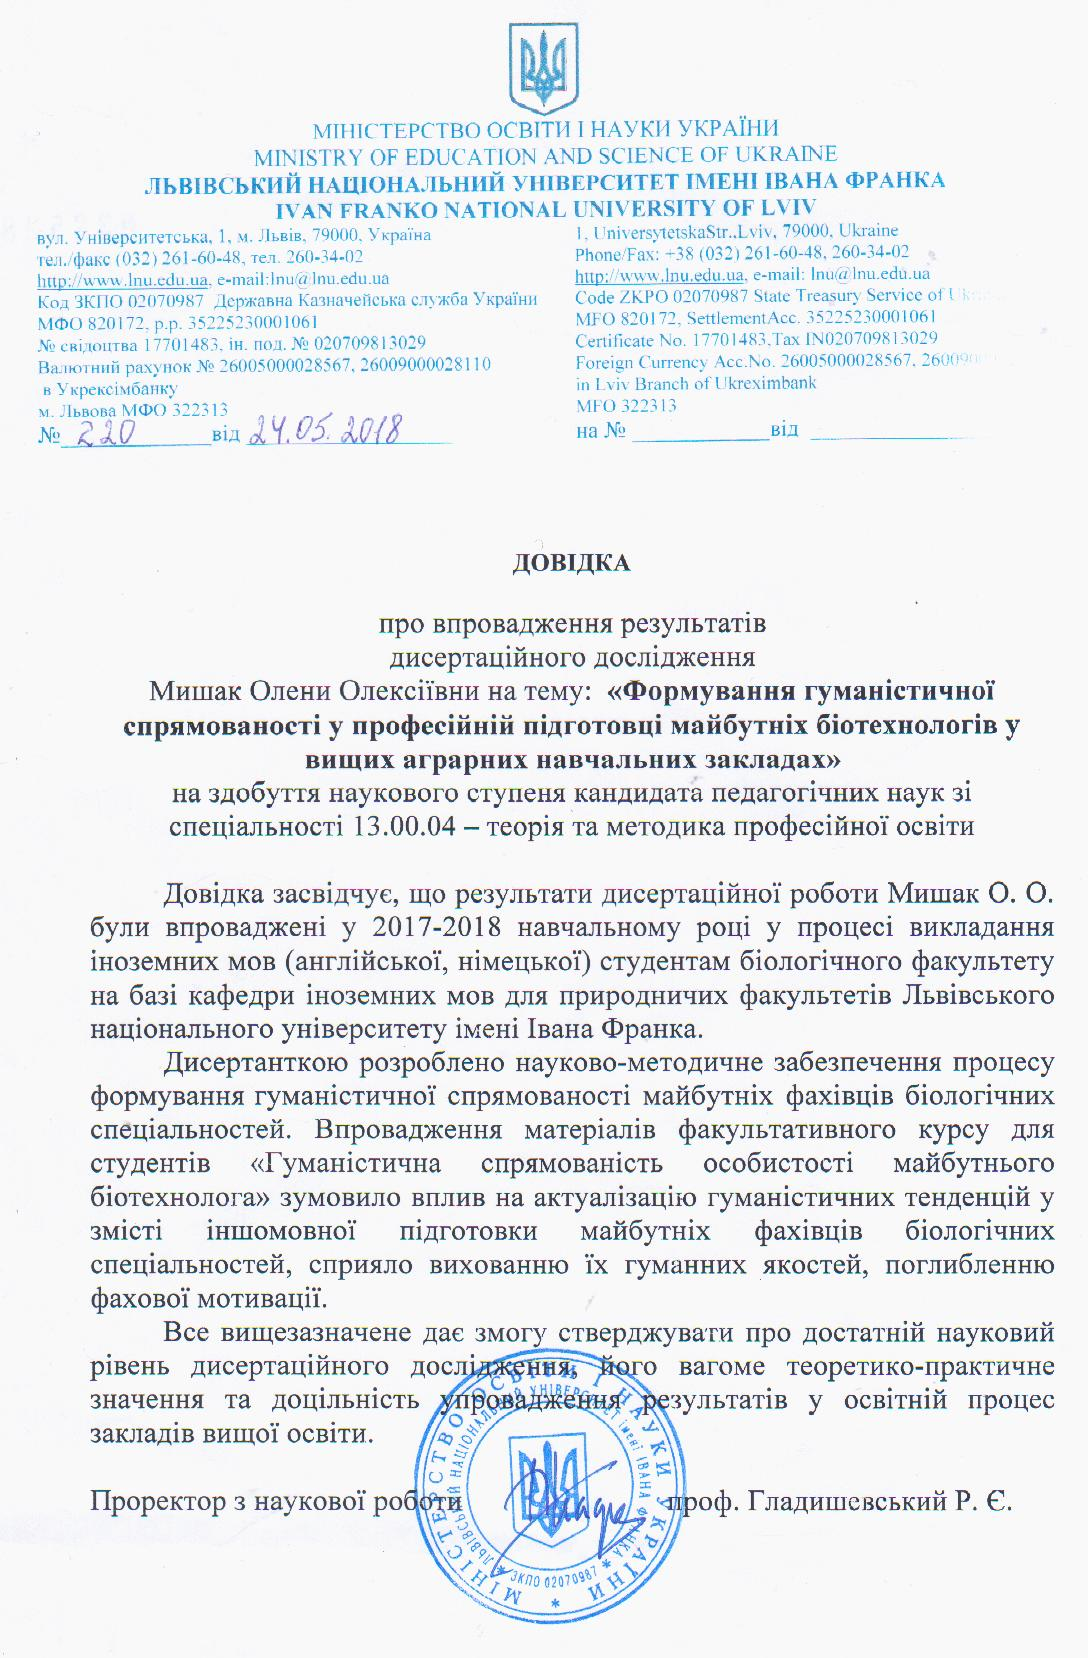 МІНІСТЕРСТВО ОСВІТИ І НАУКИ УКРАЇНИ
MINISTRY OF EDUCATION AND SCIENCE OF UKRAINE
ЛЬВІВСЬКИЙ НАЦІОНАЛЬНИЙ УНІВЕРСИТЕТ ІМЕНІ ІВАНА ФРАНКА
IVAN FRANKO NATIONAL UNIVERSITY OF LVIV
вул. Університетська, 1, м. Львів, 79000, Україна
тел./факс (032) 261-60-48, тел. 260-34-02
http://www.lnu.edu.ua, e-mail:lnu@lnu.edu.ua
Код ЗКПО 02070987 Державна Казначейська служба України
МФО 820172, р.р. 35225230001061
№ свідоцтва 17701483, ін. под. № 020709813029
Валютний рахунок № 26005000028567, 26009000028110
в Укрексімбанку
м. Львова МФО 322313
№ 220 від 24.05.2018
1, UniversytetskaStr.,Lviv, 79000, Ukraine
Phone/Fax: +38 (032) 261-60-48, 260-34-02
http://www.lnu.edu.ua, e-mail: lnu@lnu.edu.ua
Code ZKPO 02070987 State Treasury Service of
MFO 820172, SettlementAcc. 35225230001061
Certificate No. 17701483,Tax IN020709813029
Foreign Currency Acc.No. 26005000028567,
in Lviv Branch of Ukreximbank
MFO 322313
на № ____________ від ______________
ДОВІДКА
про впровадження результатів
дисертаційного дослідження
Мишак Олени Олексіївни на тему: «Формування гуманістичної
спрямованості у професійній підготовці майбутніх біотехнологів у
вищих аграрних навчальних закладах»
на здобуття наукового ступеня кандидата педагогічних наук зі
спеціальності 13.00.04 – теорія та методика професійної освіти
Довідка засвідчує, що результати дисертаційної роботи Мишак О. О.
були впроваджені у 2017-2018 навчальному році у процесі викладання
іноземних мов (англійської, німецької) студентам біологічного факультету
на базі кафедри іноземних мов для природничих факультетів Львівського
національного університету імені Івана Франка.
Дисертанткою розроблено науково-методичне забезпечення процесу
формування гуманістичної спрямованості майбутніх фахівців біологічних
спеціальностей. Впровадження матеріалів факультативного курсу для
студентів «Гуманістична спрямованість особистості майбутнього
біотехнолога» зумовило вплив на актуалізацію гуманістичних тенденцій у
змісті іншомовної підготовки майбутніх фахівців біологічних
спеціальностей, сприяло вихованню їх гуманних якостей, поглибленню
фахової мотивації.
Все вищезазначене дає змогу стверджувати про достатній науковий
рівень дисертаційного дослідження, його вагоме теоретико-практичне
значення та доцільність упровадження результатів у освітній процес
закладів вищої освіти.
Проректор з наукової роботи проф. Гладишевський Р. Є.
МІНІСТЕРСТВО ОСВІТИ І НАУКИ УКРАЇНИ
ЛЬВІВСЬКИЙ НАЦІОНАЛЬНИЙ УНІВЕРСИТЕТ імені ІВАНА ФРАНКА
ЗКПО 02070987